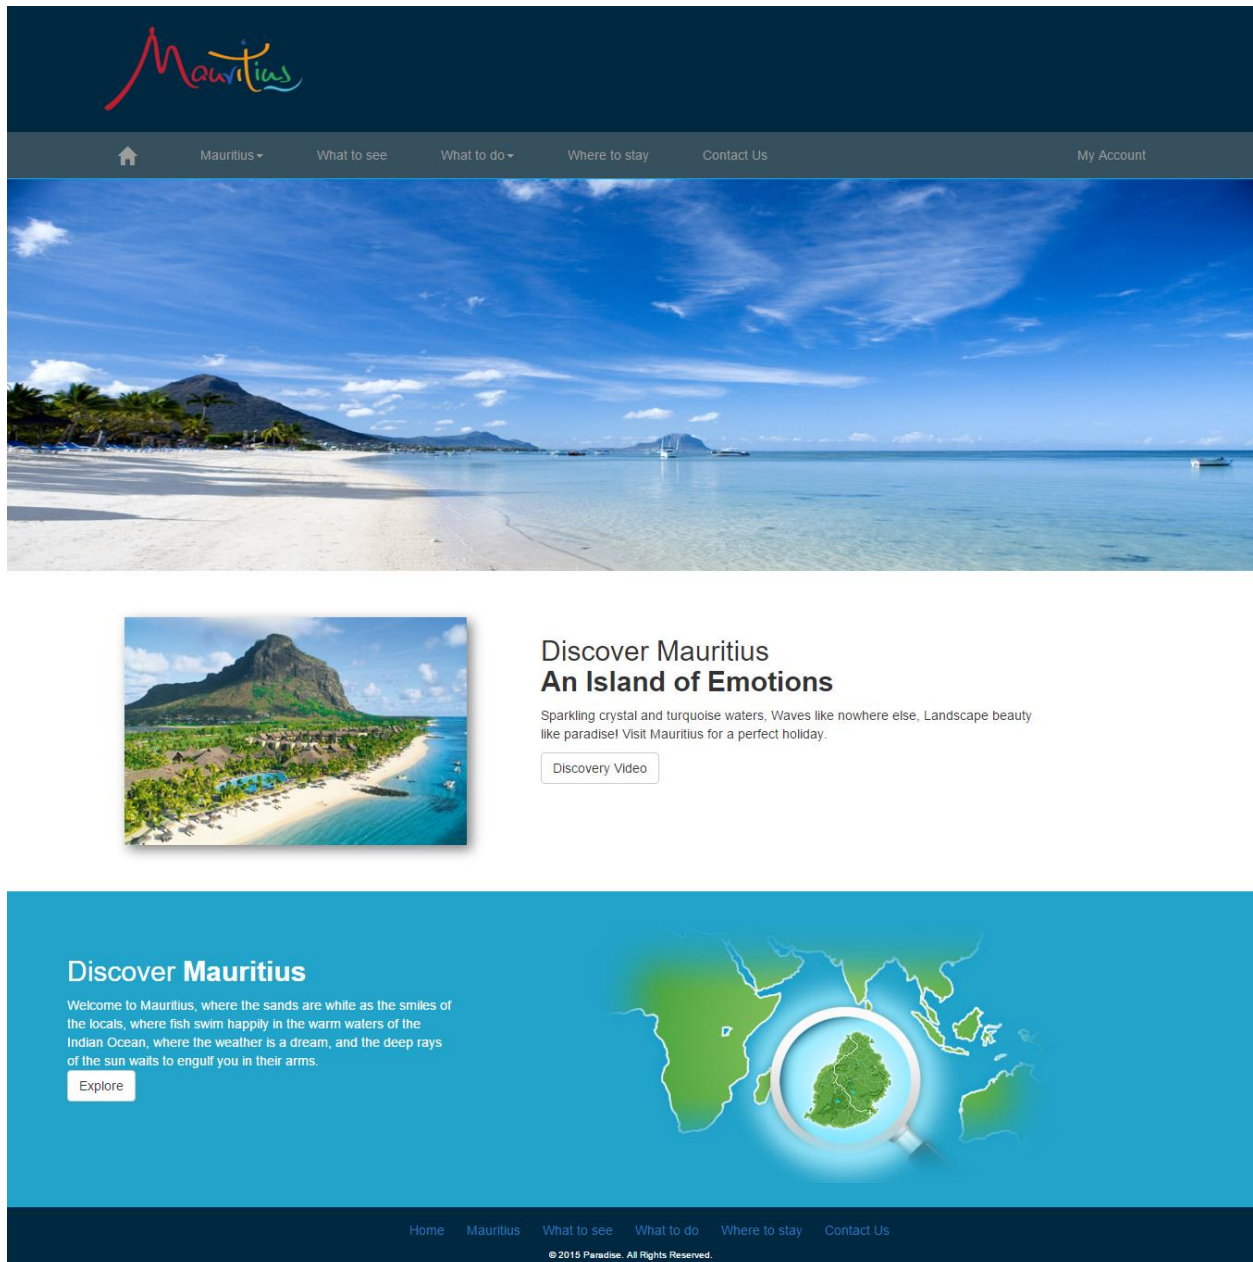 Mauritius
Mauritius What to see What to do Where to stay Contact Us My Account
Discover Mauritius
An Island of Emotions
Sparkling crystal and turquoise waters, Waves like nowhere else, Landscape beauty
like paradise! Visit Mauritius for a perfect holiday.
Discovery Video
Discover Mauritius
Welcome to Mauritius, where the sands are white as the smiles of
the locals, where fish swim happily in the warm waters of the
Indian Ocean, where the weather is a dream, and the deep rays
of the sun waits to engulf you in their arms.
Explore
Home Mauritius What to see What to do Where to stay Contact Us
© 2015 Paradise. All Rights Reserved.